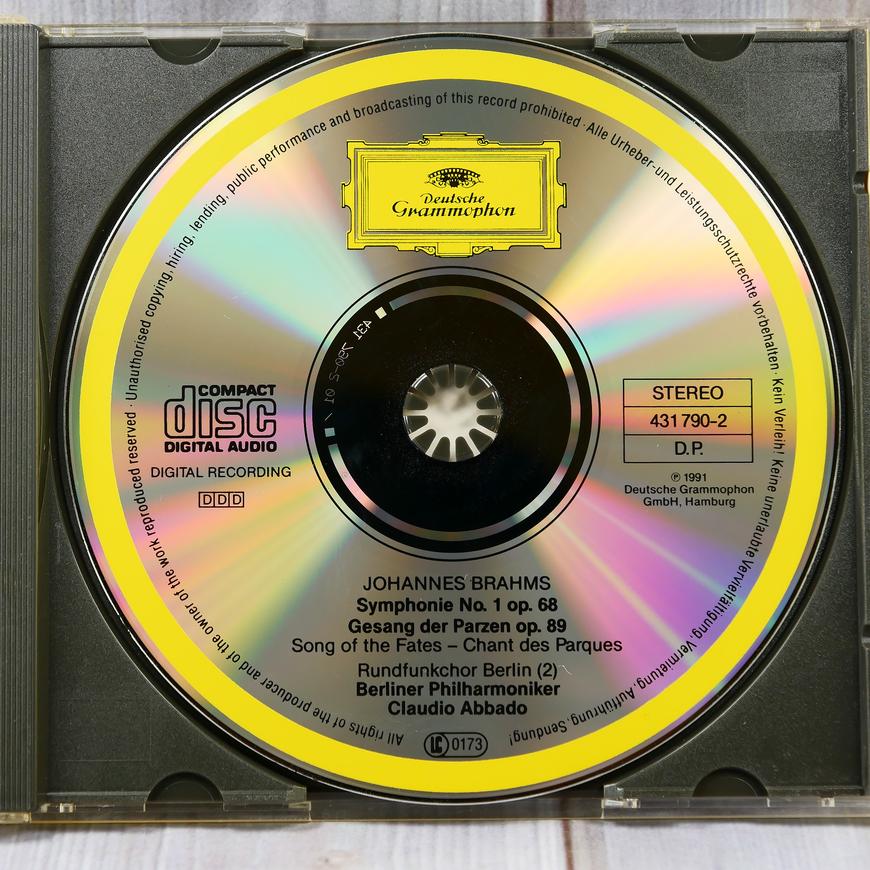 All rights of the producer and of the owner of the work reproduced reserved · Unauthorised copying, hiring, lending, public performance and broadcasting of this record prohibited · Alle Urheber- und Leistungsschutzrechte vorbehalten · Kein Verleih! Keine unerlaubte Vervielfältigung, Vermietung, Aufführung, Sendung!
Deutsche
Grammophon
431 790-2 01
COMPACT
disc
DIGITAL AUDIO
DIGITAL RECORDING
DDD
STEREO
431 790-2
D.P.
℗ 1991
Deutsche Grammophon
GmbH, Hamburg
JOHANNES BRAHMS
Symphonie No. 1 op. 68
Gesang der Parzen op. 89
Song of the Fates – Chant des Parques
Rundfunkchor Berlin (2)
Berliner Philharmoniker
Claudio Abbado
LC 0173